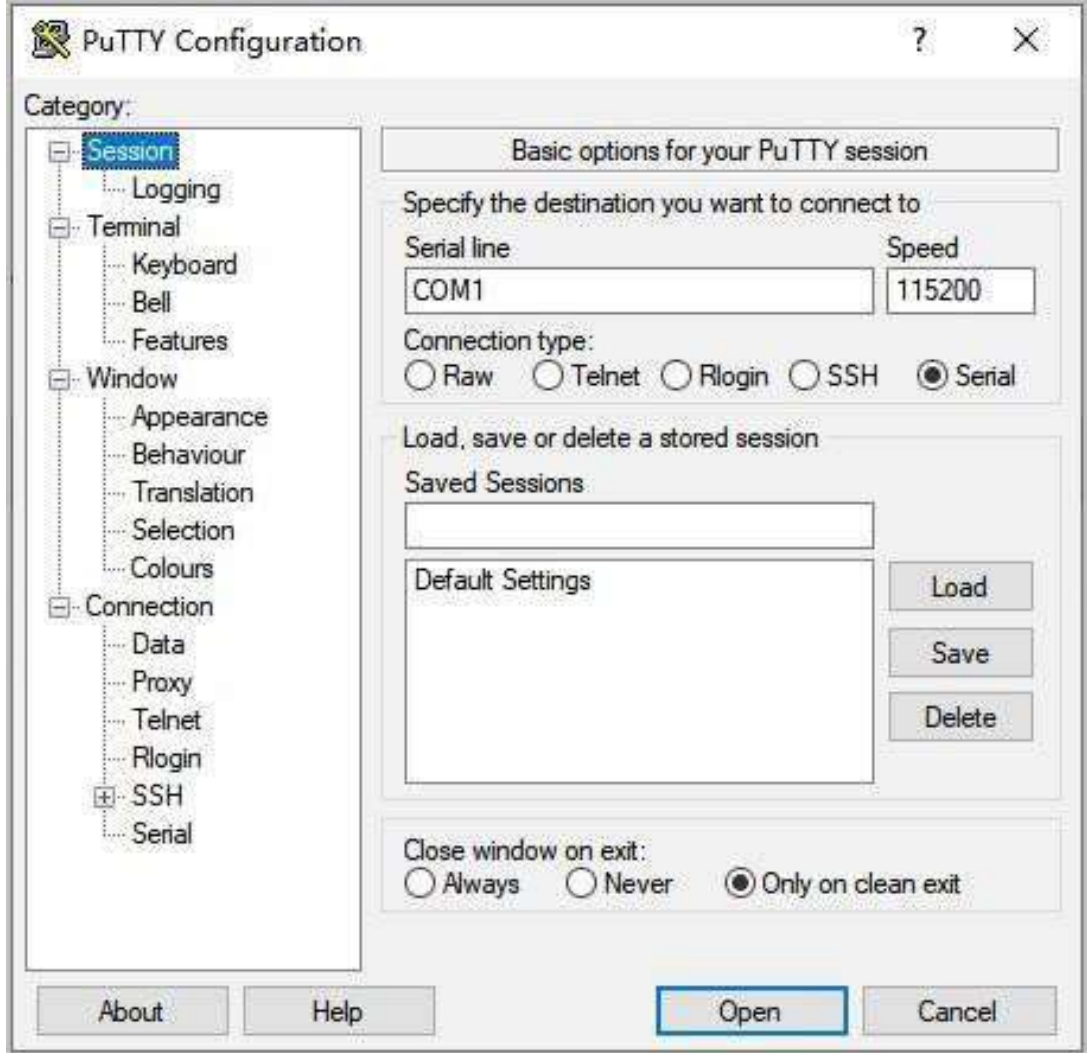 PuTTY Configuration
?
Category:
Session
Logging
Terminal
Keyboard
Bell
Features
Window
Appearance
Behaviour
Translation
Selection
Colours
Connection
Data
Proxy
Telnet
Rlogin
SSH
Serial
Basic options for your PuTTY session
Specify the destination you want to connect to
Serial line Speed
COM1 115200
Connection type:
Raw Telnet Rlogin SSH Serial
Load, save or delete a stored session
Saved Sessions
Default Settings
Load
Save
Delete
Close window on exit:
Always Never Only on clean exit
About Help Open Cancel